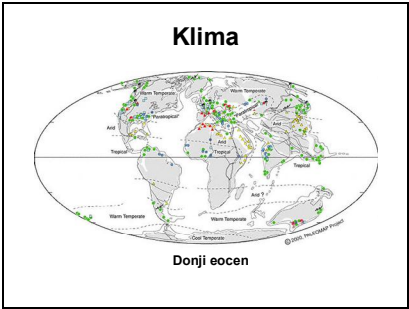 Klima
Warm Temperate
Warm Temperate
"Paratropical"
Arid
Arid
Arid
Tropical
Tropical
Tropical
Arid ?
Warm Temperate
Warm Temperate
Cool Temperate
© 2000, PALEOMAP Project
Donji eocen